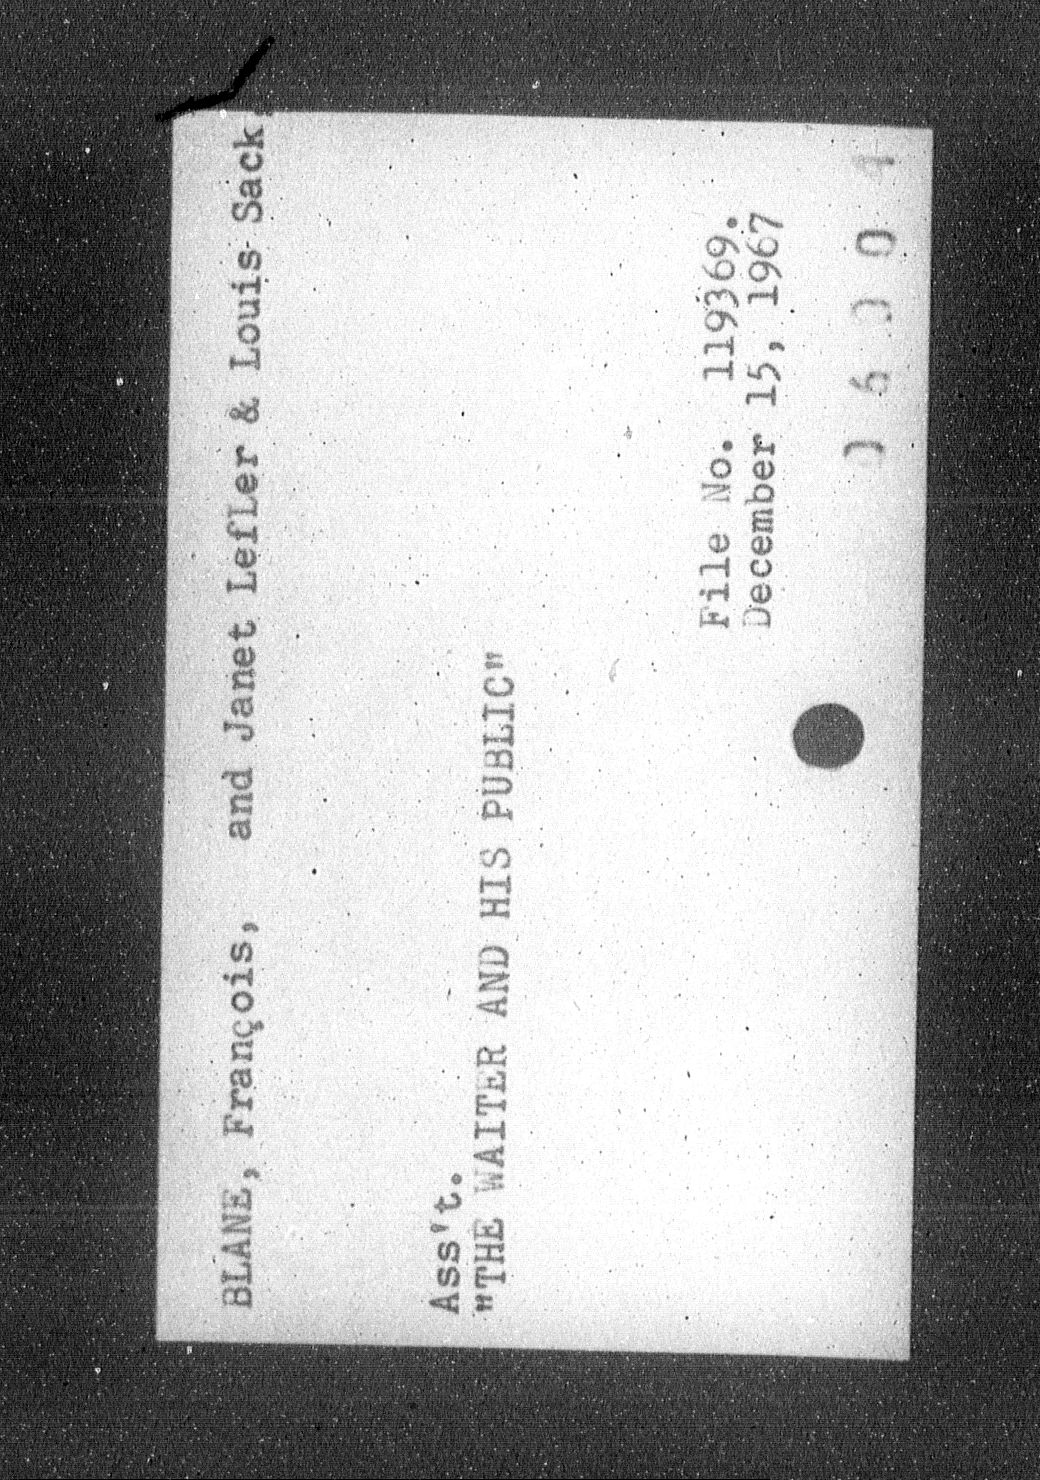 BLANE, François, and Janet LefLer & Louis Sack,
Ass't.
"THE WAITER AND HIS PUBLIC"
File No. 119369.
December 15, 1967